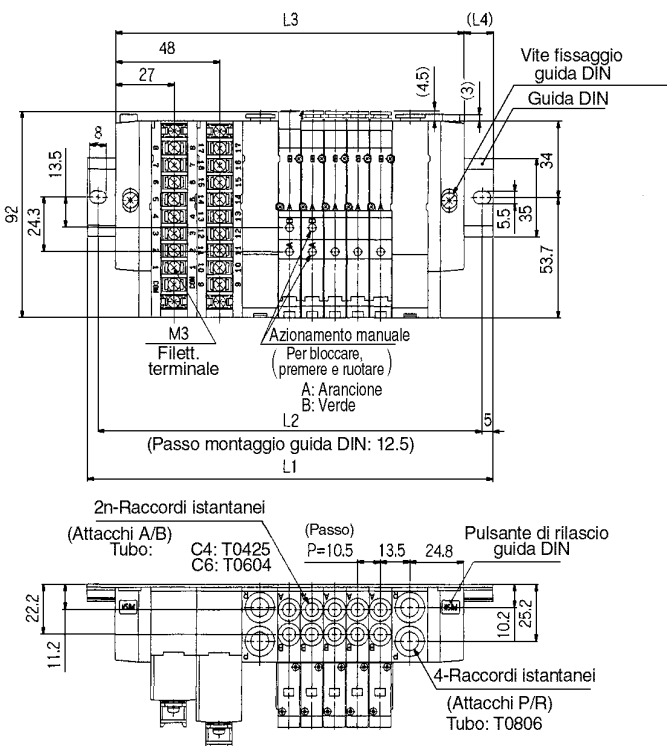 L3
(L4)
48
27
(4.5)
(3)
Vite fissaggio
guida DIN
Guida DIN
8
13.5
92
24.3
34
5.5
35
53.7
M3
Filett.
terminale
Azionamento manuale
(Per bloccare,
premere e ruotare)
A: Arancione
B: Verde
L2
5
(Passo montaggio guida DIN: 12.5)
L1
2n-Raccordi istantanei
(Attacchi A/B)
Tubo: C4: T0425
C6: T0604
(Passo)
P=10.5
13.5
24.8
Pulsante di rilascio
guida DIN
22.2
11.2
10.2
25.2
4-Raccordi istantanei
(Attacchi P/R)
Tubo: T0806